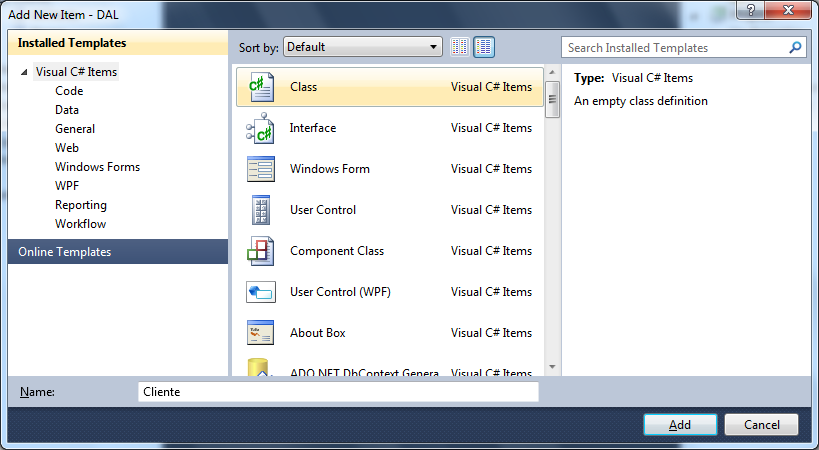 Add New Item - DAL
Installed Templates
Visual C# Items
Code
Data
General
Web
Windows Forms
WPF
Reporting
Workflow
Online Templates
Sort by: Default
Class Visual C# Items
Interface Visual C# Items
Windows Form Visual C# Items
User Control Visual C# Items
Component Class Visual C# Items
User Control (WPF) Visual C# Items
About Box Visual C# Items
ADO.NET DbContext Genera... Visual C# Items
Search Installed Templates
Type: Visual C# Items
An empty class definition
Name: Cliente
Add Cancel